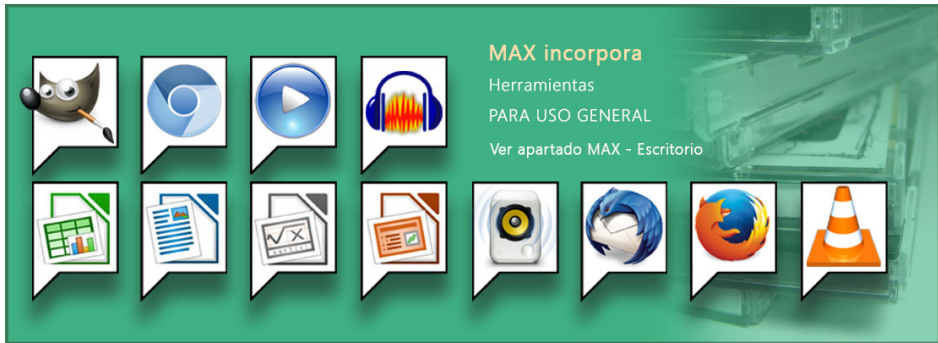 MAX incorpora
Herramientas
PARA USO GENERAL
Ver apartado MAX - Escritorio